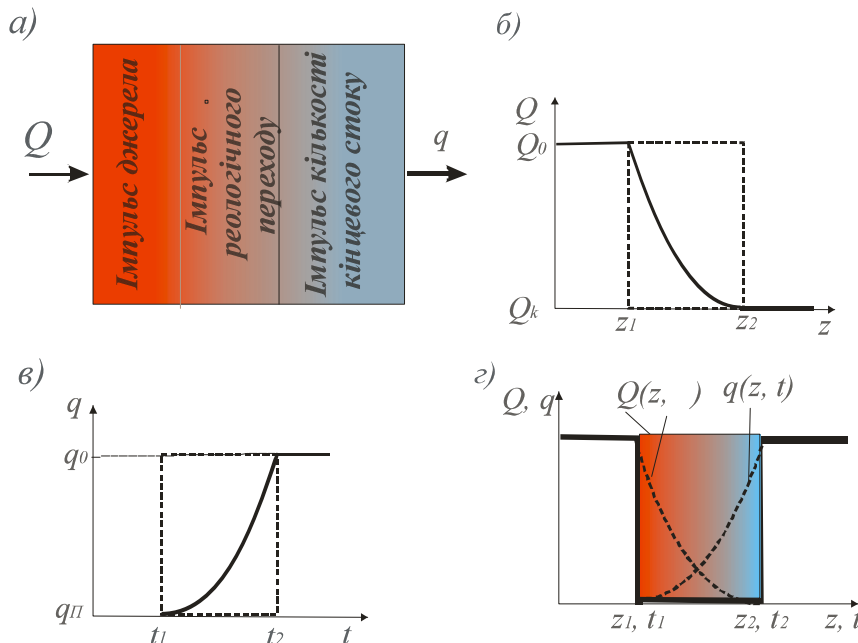 а)
Q
Імпульс джерела
Імпульс
реологічного
переходу
Імпульс кількості
кінцевого стоку
q
б)
Q
Q0
Qk
z1
z2
z
в)
q
q0
qП
t1
t2
t
г)
Q, q
Q(z, )
q(z, t)
z1, t1
z2, t2
z, t